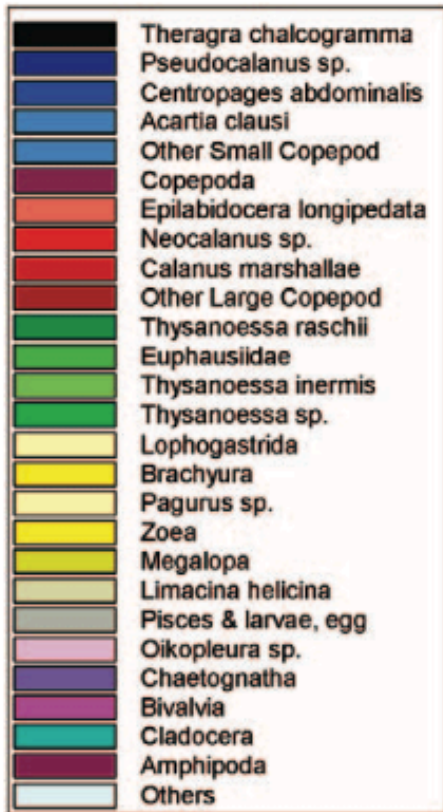 Theragra chalcogramma
Pseudocalanus sp.
Centropages abdominalis
Acartia clausi
Other Small Copepod
Copepoda
Epilabidocera longipedata
Neocalanus sp.
Calanus marshallae
Other Large Copepod
Thysanoessa raschii
Euphausiidae
Thysanoessa inermis
Thysanoessa sp.
Lophogastrida
Brachyura
Pagurus sp.
Zoea
Megalopa
Limacina helicina
Pisces & larvae, egg
Oikopleura sp.
Chaetognatha
Bivalvia
Cladocera
Amphipoda
Others